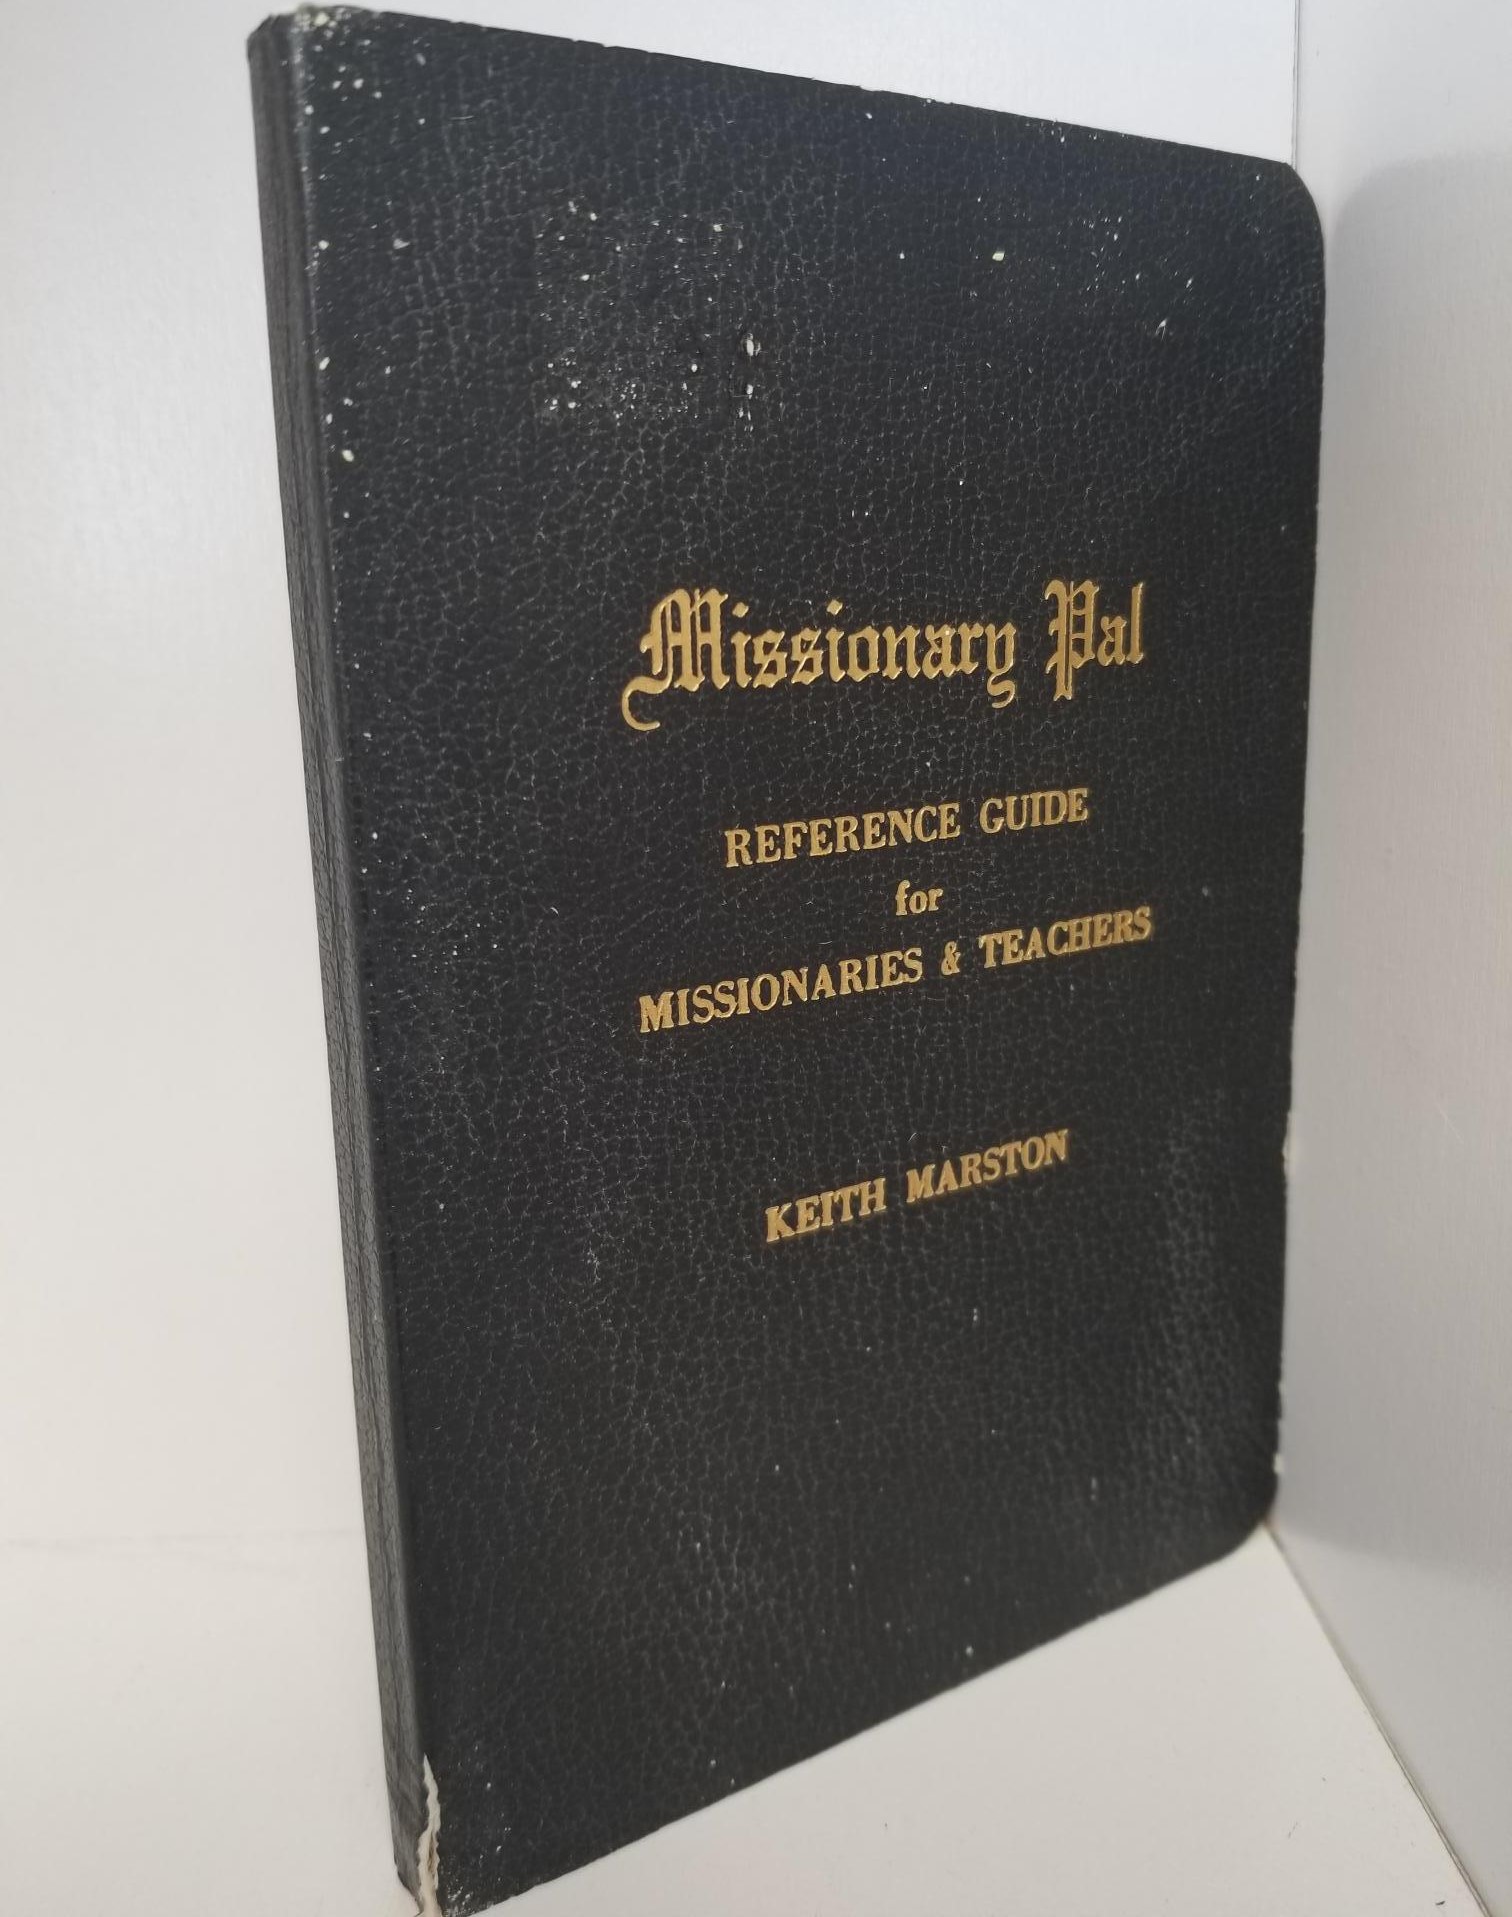 Missionary Pal
REFERENCE GUIDE
for
MISSIONARIES & TEACHERS
KEITH MARSTON